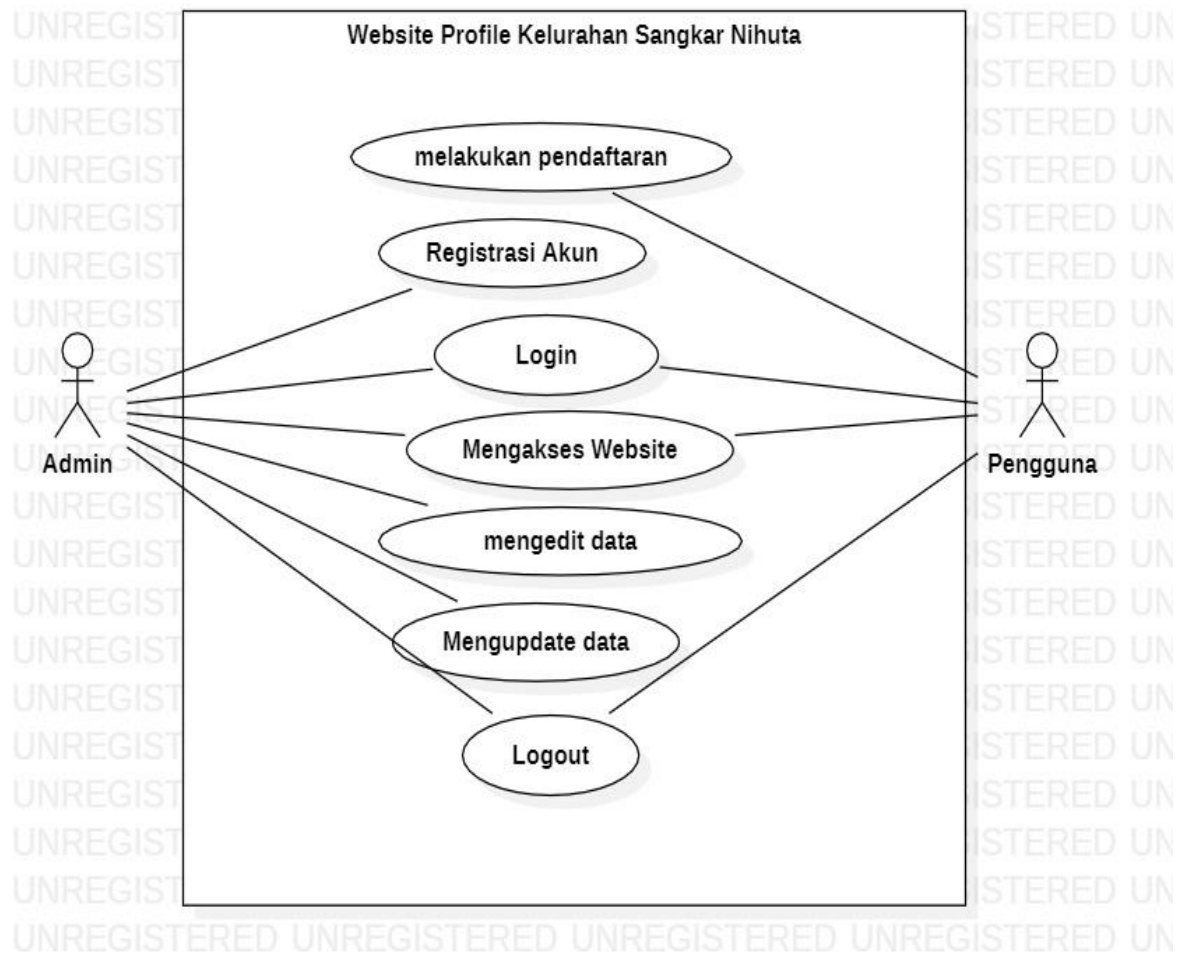 Website Profile Kelurahan Sangkar Nihuta
melakukan pendaftaran
Registrasi Akun
Login
Mengakses Website
Admin
Pengguna
mengedit data
Mengupdate data
Logout
UNREGISTERED UNREGISTERED UNREGISTERED UNREGISTERED UN